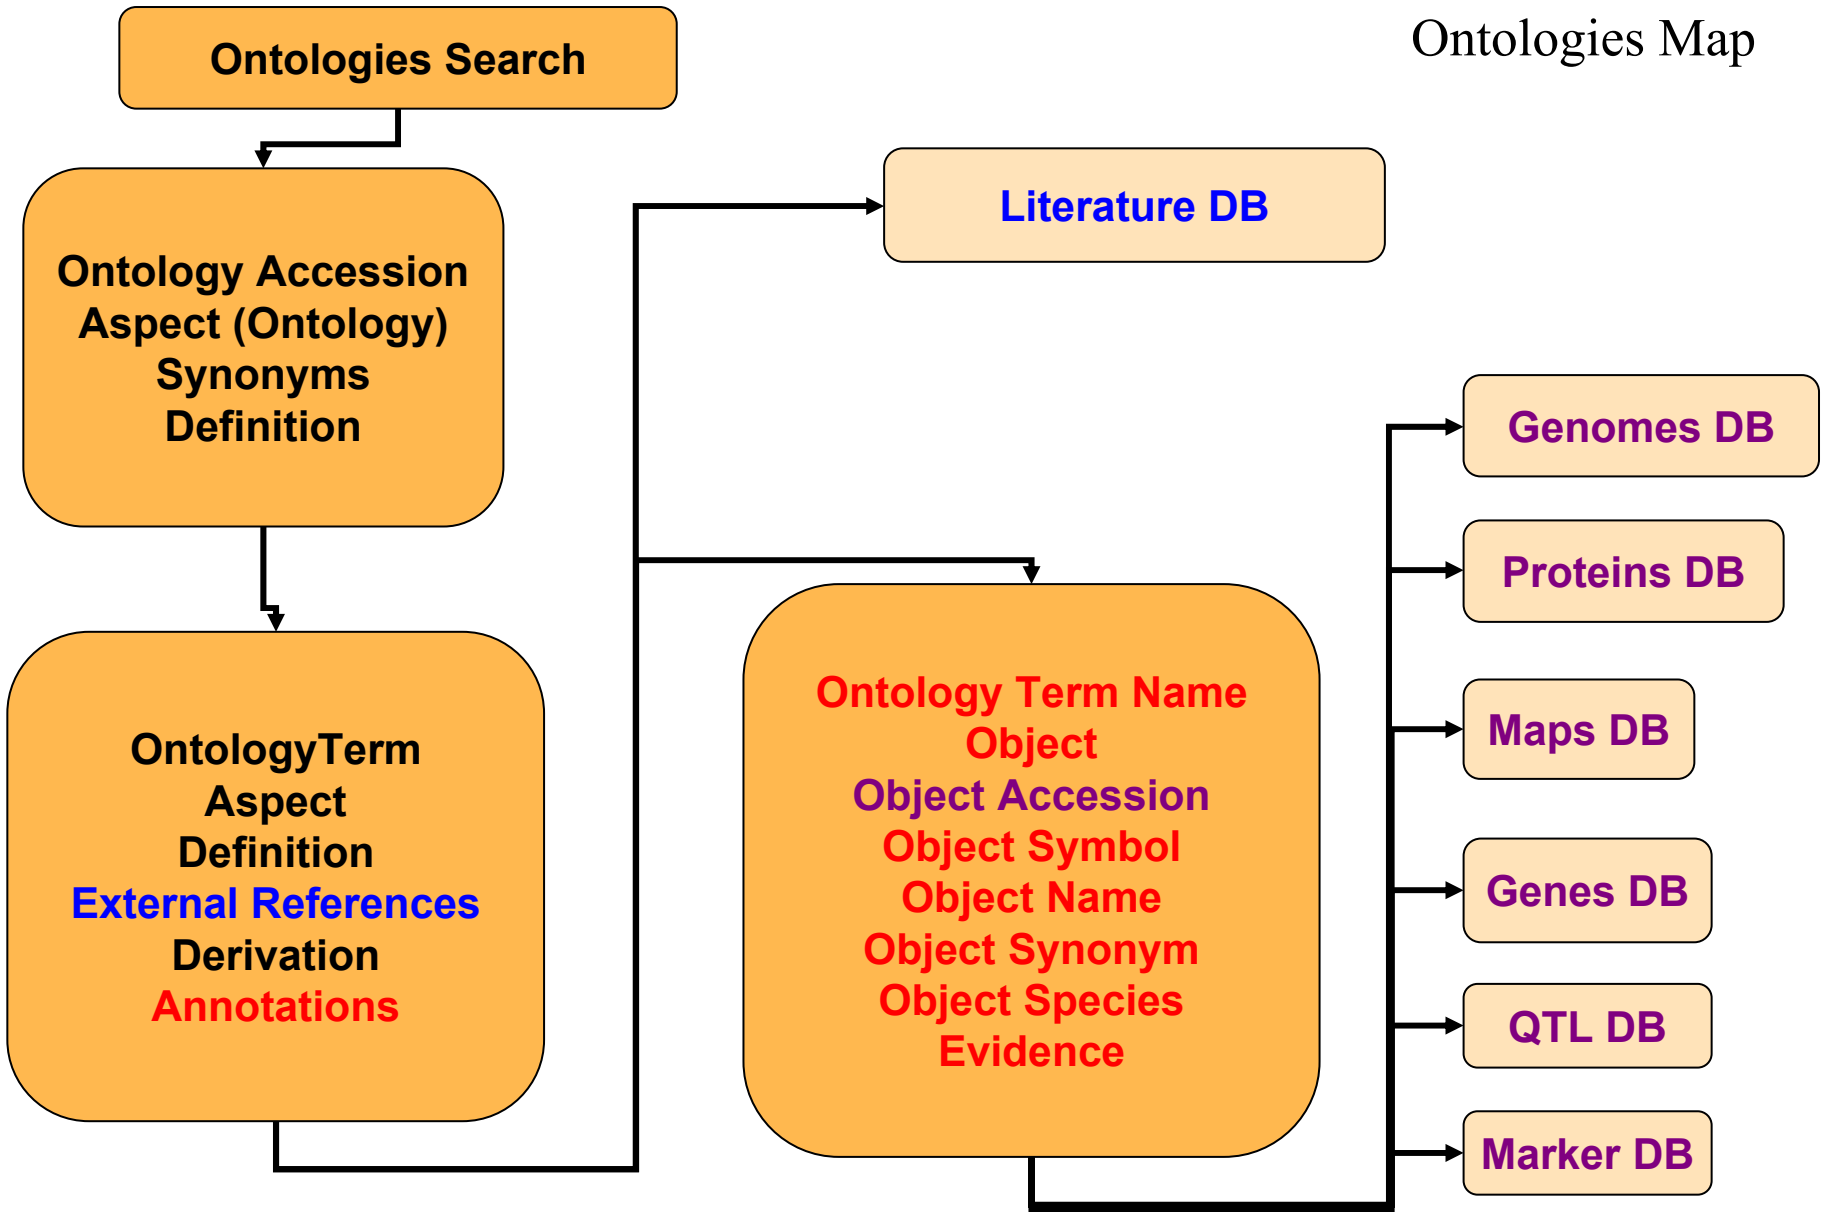 Ontologies Map
Ontologies Search
Ontology Accession
Aspect (Ontology)
Synonyms
Definition
OntologyTerm
Aspect
Definition
External References
Derivation
Annotations
Literature DB
Ontology Term Name
Object
Object Accession
Object Symbol
Object Name
Object Synonym
Object Species
Evidence
Genomes DB
Proteins DB
Maps DB
Genes DB
QTL DB
Marker DB